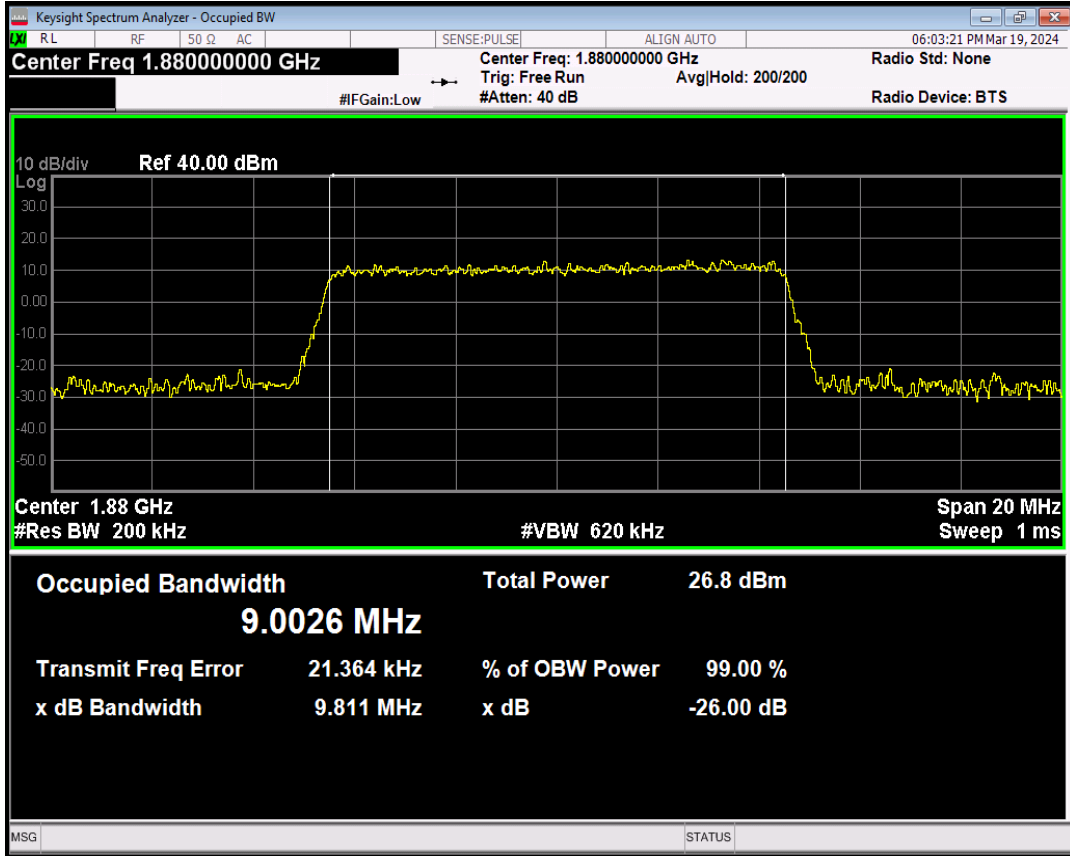 Keysight Spectrum Analyzer - Occupied BW
LXI RL RF 50 Ω AC SENSE:PULSE ALIGN AUTO 06:03:21 PM Mar 19, 2024
Center Freq 1.880000000 GHz Center Freq: 1.880000000 GHz Radio Std: None
Trig: Free Run Avg|Hold: 200/200
#IFGain:Low #Atten: 40 dB Radio Device: BTS
10 dB/div Ref 40.00 dBm
Log
30.0
20.0
10.0
0.00
-10.0
-20.0
-30.0
-40.0
-50.0
Center 1.88 GHz Span 20 MHz
#Res BW 200 kHz #VBW 620 kHz Sweep 1 ms
Occupied Bandwidth Total Power 26.8 dBm
9.0026 MHz
Transmit Freq Error 21.364 kHz % of OBW Power 99.00 %
x dB Bandwidth 9.811 MHz x dB -26.00 dB
MSG STATUS